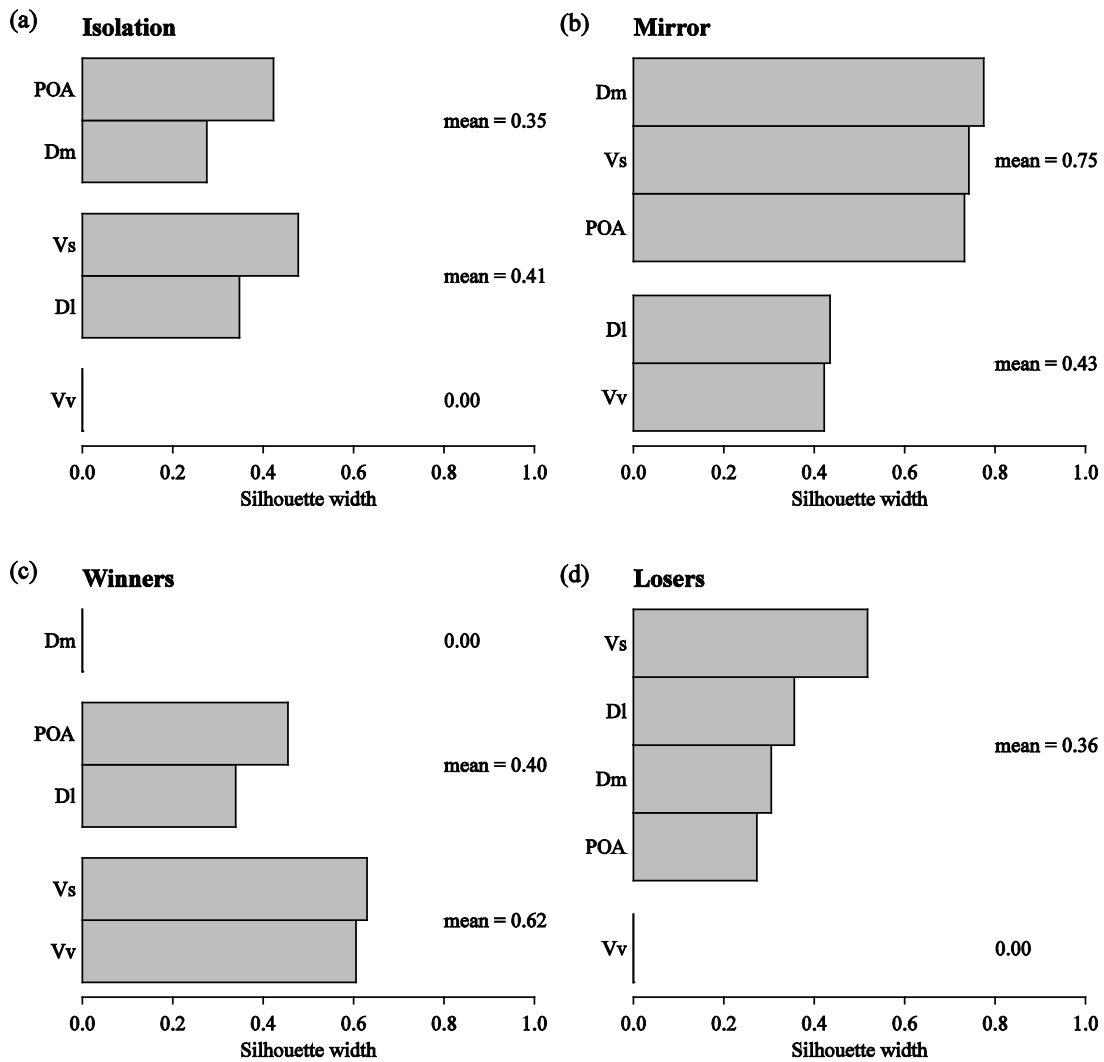 (a) Isolation
POA
mean = 0.35
Dm
Vs
mean = 0.41
Dl
Vv 0.00
0.0 0.2 0.4 0.6 0.8 1.0
Silhouette width
(b) Mirror
Dm
Vs mean = 0.75
POA
Dl
mean = 0.43
Vv
0.0 0.2 0.4 0.6 0.8 1.0
Silhouette width
(c) Winners
Dm 0.00
POA
mean = 0.40
Dl
Vs
mean = 0.62
Vv
0.0 0.2 0.4 0.6 0.8 1.0
Silhouette width
(d) Losers
Vs
Dl
mean = 0.36
Dm
POA
Vv 0.00
0.0 0.2 0.4 0.6 0.8 1.0
Silhouette width